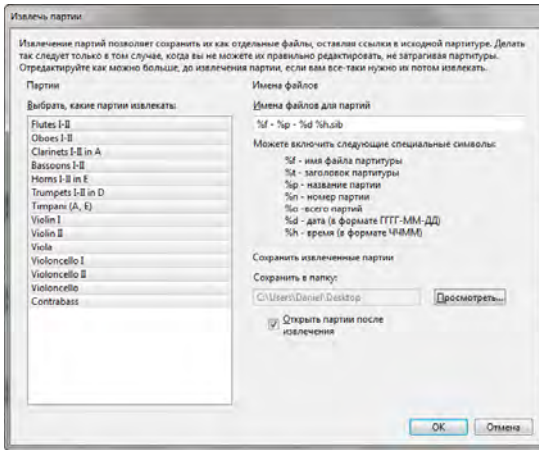 Извлечь партии
Извлечение партий позволяет сохранить их как отдельные файлы, оставляя ссылки в исходной партитуре. Делать
так следует только в том случае, когда вы не можете их правильно редактировать, не затрагивая партитуры.
Отредактируйте как можно больше, до извлечения партии, если вам все-таки нужно их потом извлекать.
Партии
Выбрать, какие партии извлекать:
Flutes I-II
Oboes I-II
Clarinets I-II in A
Bassoons I-II
Horns I-II in E
Trumpets I-II in D
Timpani (A, E)
Violin I
Violin II
Viola
Violoncello I
Violoncello II
Violoncello
Contrabass
Имена файлов
Имена файлов для партий
%f - %p - %d %h.sib
Можете включить следующие специальные символы:
%f - имя файла партитуры
%t - заголовок партитуры
%p - название партии
%n - номер партии
%o - всего партий
%d - дата (в формате ГГГГ-ММ-ДД)
%h - время (в формате ЧЧММ)
Сохранить извлеченные партии
Сохранить в папку:
C:\Users\Daniel\Desktop
Просмотреть...
Открыть партии после
извлечения
OK
Отмена